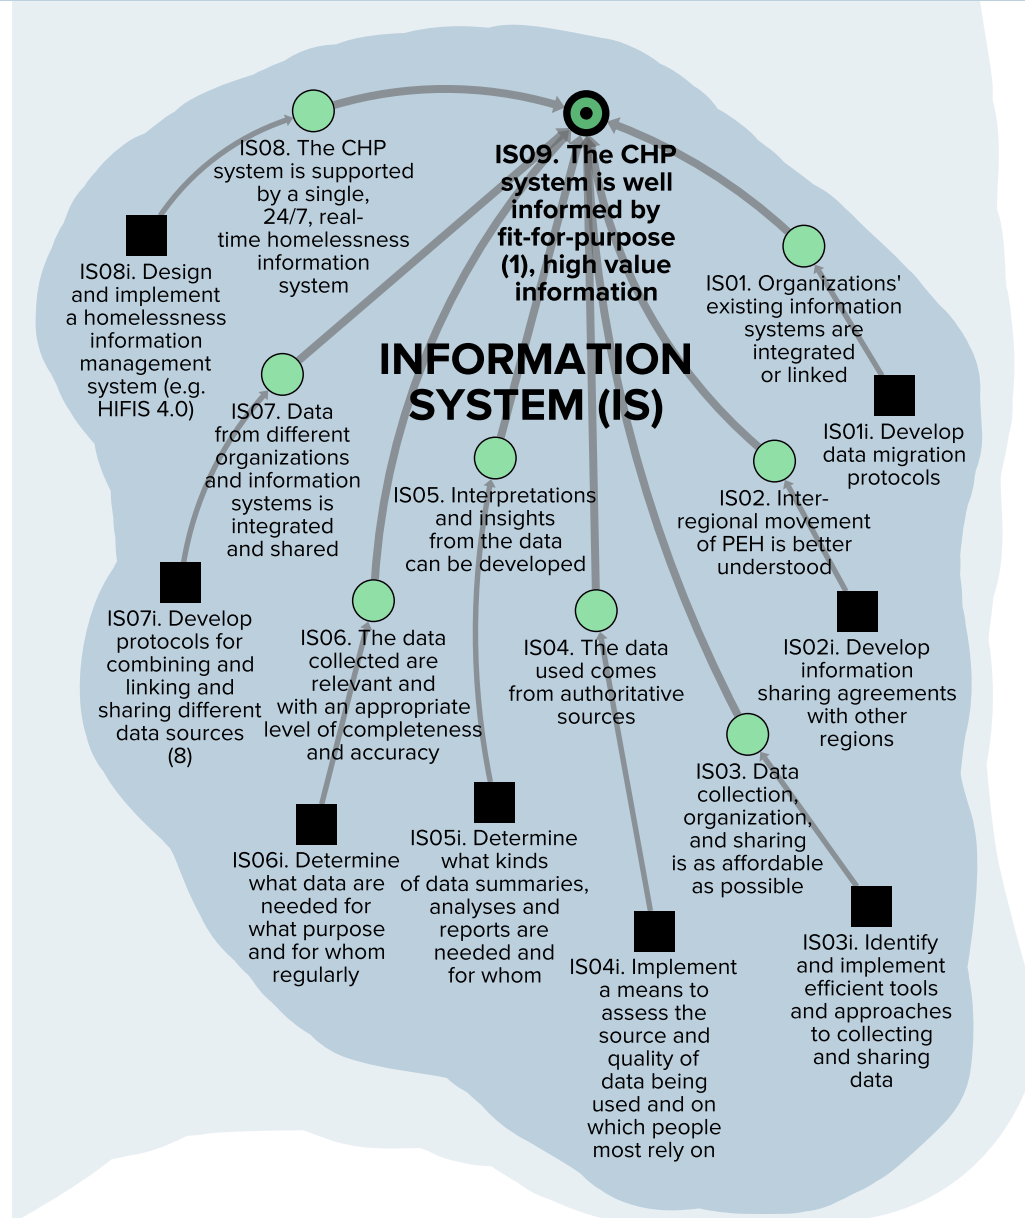 IS08. The CHP
system is supported
by a single,
24/7, real-
time homelessness
information
system
IS09. The CHP
system is well
informed by
fit-for-purpose
(1), high value
information
IS08i. Design
and implement
a homelessness
information
management
system (e.g.
HIFIS 4.0)
IS01. Organizations'
existing information
systems are
integrated
or linked
INFORMATION
SYSTEM (IS)
IS07. Data
from different
organizations
and information
systems is
integrated
and shared
IS01i. Develop
data migration
protocols
IS05. Interpretations
and insights
from the data
can be developed
IS02. Inter-
regional movement
of PEH is better
understood
IS07i. Develop
protocols for
combining and
linking and
sharing different
data sources
(8)
IS06. The data
collected are
relevant and
with an appropriate
level of completeness
and accuracy
IS04. The data
used comes
from authoritative
sources
IS02i. Develop
information
sharing agreements
with other
regions
IS03. Data
collection,
organization,
and sharing
is as affordable
as possible
IS06i. Determine
what data are
needed for
what purpose
and for whom
regularly
IS05i. Determine
what kinds
of data summaries,
analyses and
reports are
needed and
for whom
IS04i. Implement
a means to
assess the
source and
quality of
data being
used and on
which people
most rely on
IS03i. Identify
and implement
efficient tools
and approaches
to collecting
and sharing
data